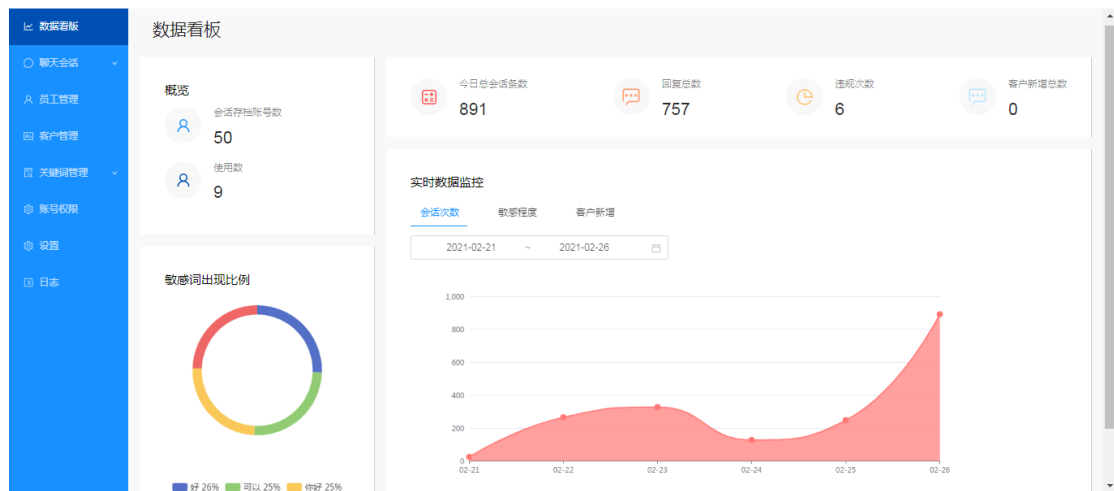 数据看板
聊天会话
员工管理
客户管理
关键词管理
账号权限
设置
日志
数据看板
概览
会话存档账号数
50
使用数
9
今日总会话条数
891
回复总数
757
违规次数
6
客户新增总数
0
敏感词出现比例
好 26% 可以 25% 你好 25%
实时数据监控
会话次数 敏感程度 客户新增
2021-02-21 ~ 2021-02-26
1,000
800
600
400
200
0
02-21 02-22 02-23 02-24 02-25 02-26